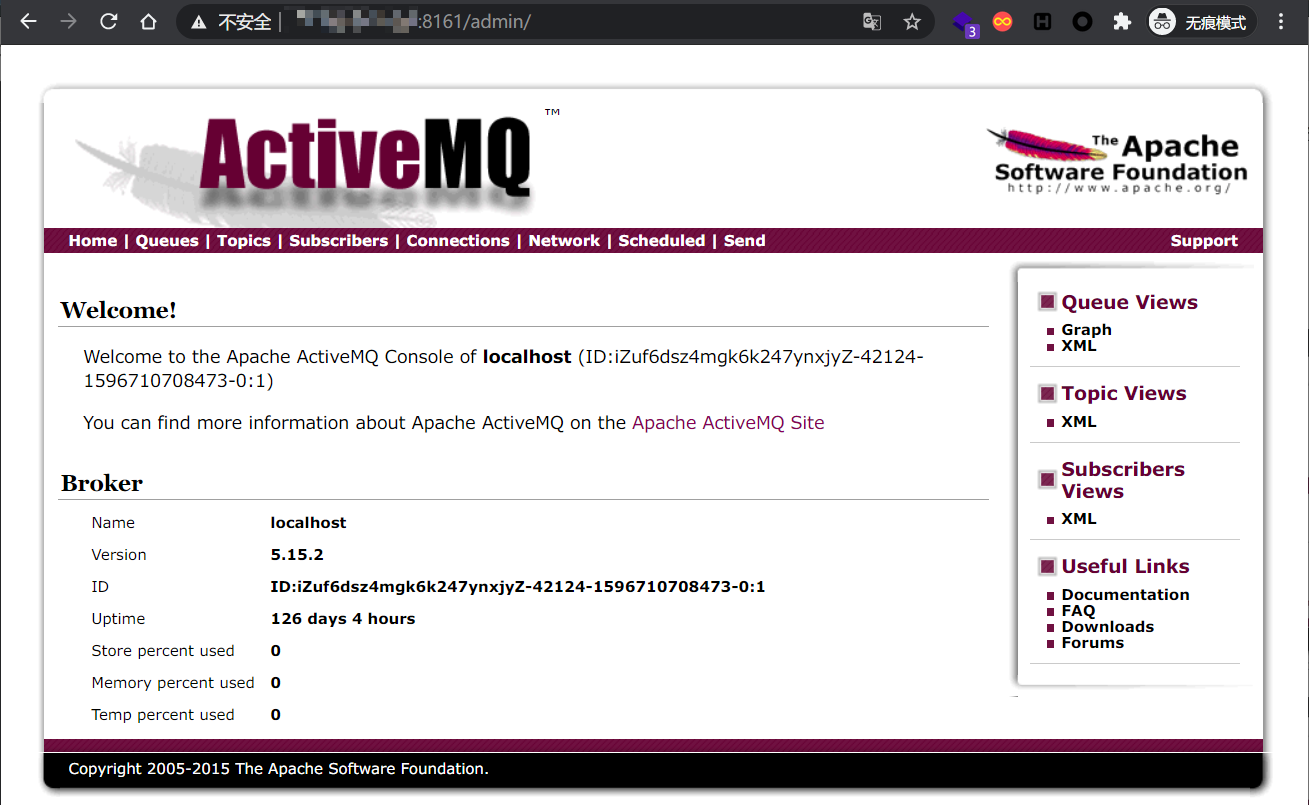 不安全 | :8161/admin/
3
H
无痕模式
ActiveMQ ™
The Apache
Software Foundation
http://www.apache.org/
Home | Queues | Topics | Subscribers | Connections | Network | Scheduled | Send
Support
Welcome!
Welcome to the Apache ActiveMQ Console of localhost (ID:iZuf6dsz4mgk6k247ynxjyZ-42124-
1596710708473-0:1)
You can find more information about Apache ActiveMQ on the Apache ActiveMQ Site
Broker
Name localhost
Version 5.15.2
ID ID:iZuf6dsz4mgk6k247ynxjyZ-42124-1596710708473-0:1
Uptime 126 days 4 hours
Store percent used 0
Memory percent used 0
Temp percent used 0
Queue Views
Graph
XML
Topic Views
XML
Subscribers
Views
XML
Useful Links
Documentation
FAQ
Downloads
Forums
Copyright 2005-2015 The Apache Software Foundation.